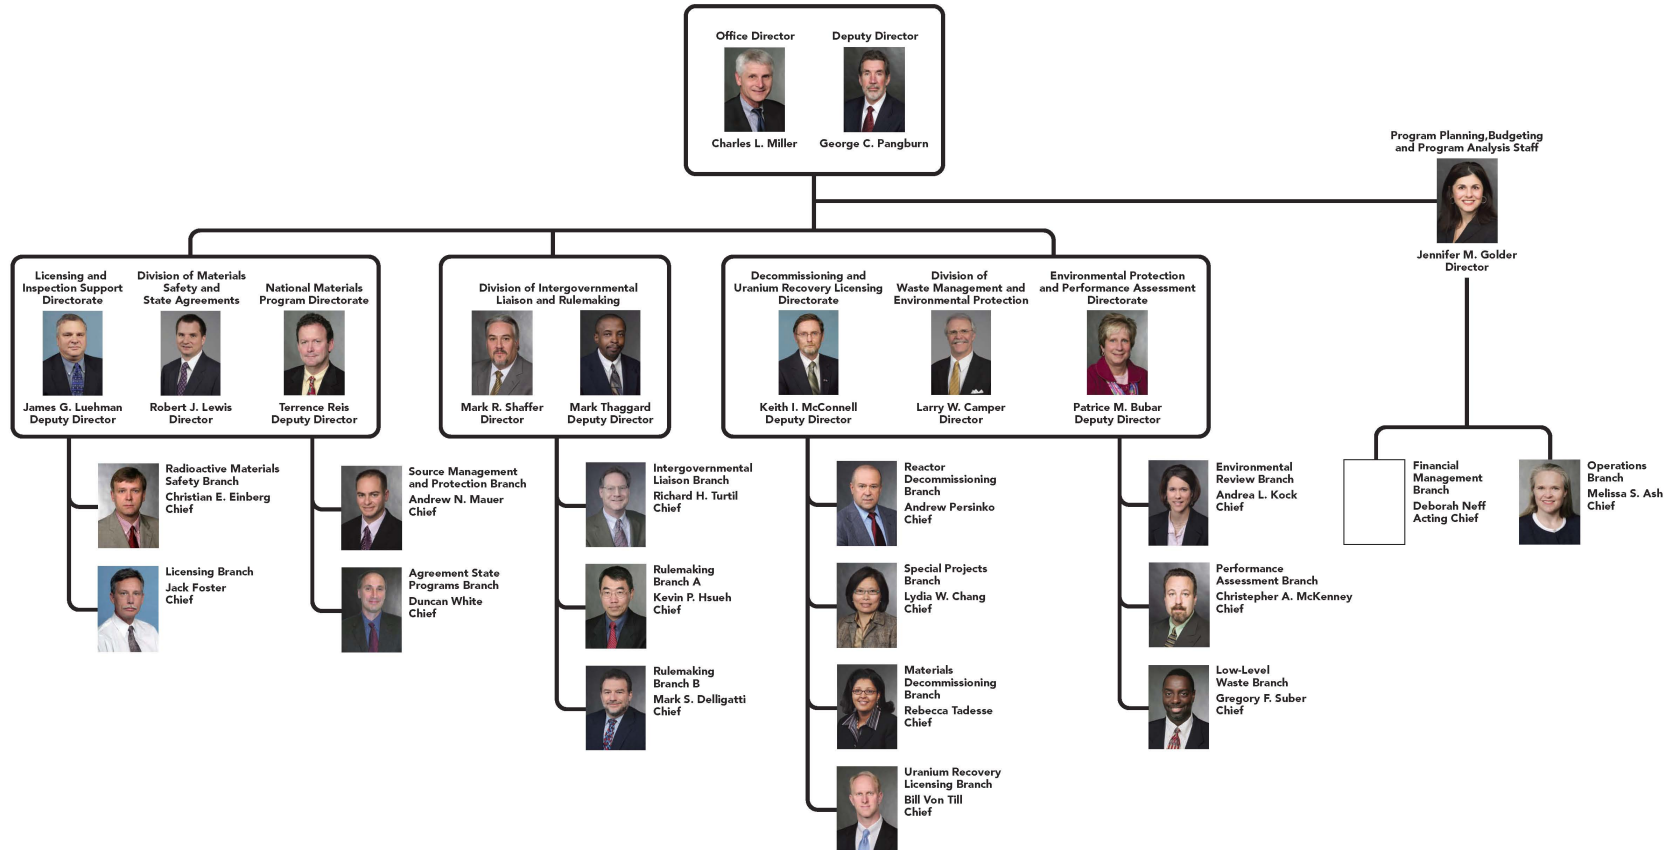 Office Director
Charles L. Miller
Deputy Director
George C. Pangburn
Program Planning,Budgeting
and Program Analysis Staff
Jennifer M. Golder
Director
Licensing and
Inspection Support
Directorate
James G. Luehman
Deputy Director
Division of Materials
Safety and
State Agreements
Robert J. Lewis
Director
National Materials
Program Directorate
Terrence Reis
Deputy Director
Division of Intergovernmental
Liaison and Rulemaking
Mark R. Shaffer
Director
Mark Thaggard
Deputy Director
Decommissioning and
Uranium Recovery Licensing
Directorate
Keith I. McConnell
Deputy Director
Division of
Waste Management and
Environmental Protection
Larry W. Camper
Director
Environmental Protection
and Performance Assessment
Directorate
Patrice M. Bubar
Deputy Director
Radioactive Materials
Safety Branch
Christian E. Einberg
Chief
Licensing Branch
Jack Foster
Chief
Source Management
and Protection Branch
Andrew N. Mauer
Chief
Agreement State
Programs Branch
Duncan White
Chief
Intergovernmental
Liaison Branch
Richard H. Turtil
Chief
Rulemaking
Branch A
Kevin P. Hsueh
Chief
Rulemaking
Branch B
Mark S. Delligatti
Chief
Reactor
Decommissioning
Branch
Andrew Persinko
Chief
Special Projects
Branch
Lydia W. Chang
Chief
Materials
Decommissioning
Branch
Rebecca Tadesse
Chief
Uranium Recovery
Licensing Branch
Bill Von Till
Chief
Environmental
Review Branch
Andrea L. Kock
Chief
Performance
Assessment Branch
Christepher A. McKenney
Chief
Low-Level
Waste Branch
Gregory F. Suber
Chief
Financial
Management
Branch
Deborah Neff
Acting Chief
Operations
Branch
Melissa S. Ash
Chief